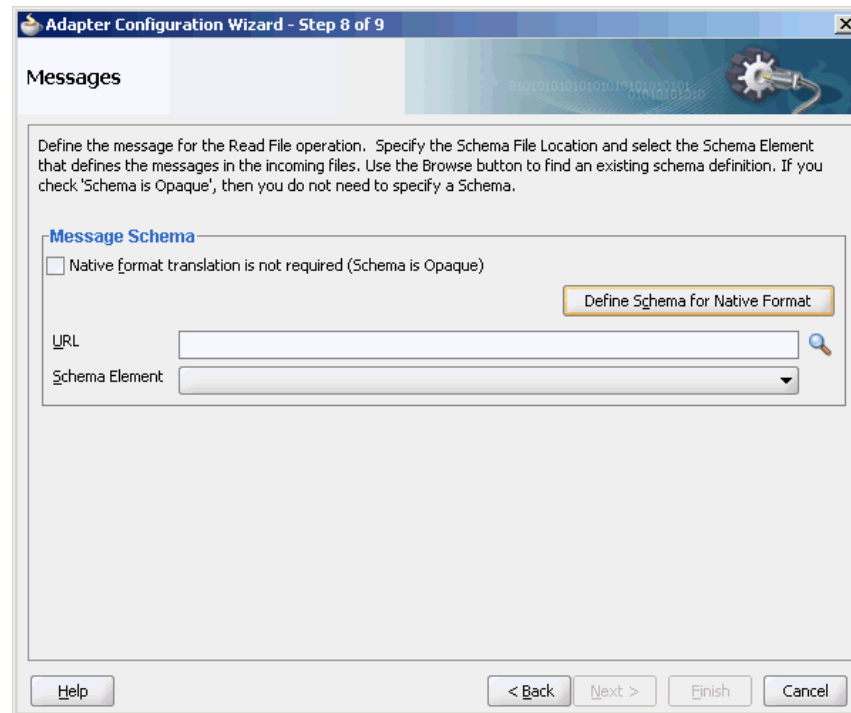 Adapter Configuration Wizard - Step 8 of 9
Messages
Define the message for the Read File operation.  Specify the Schema File Location and select the Schema Element
that defines the messages in the incoming files. Use the Browse button to find an existing schema definition. If you
check 'Schema is Opaque', then you do not need to specify a Schema.
Message Schema
Native format translation is not required (Schema is Opaque)
Define Schema for Native Format
URL
Schema Element
Help
< Back
Next >
Finish
Cancel